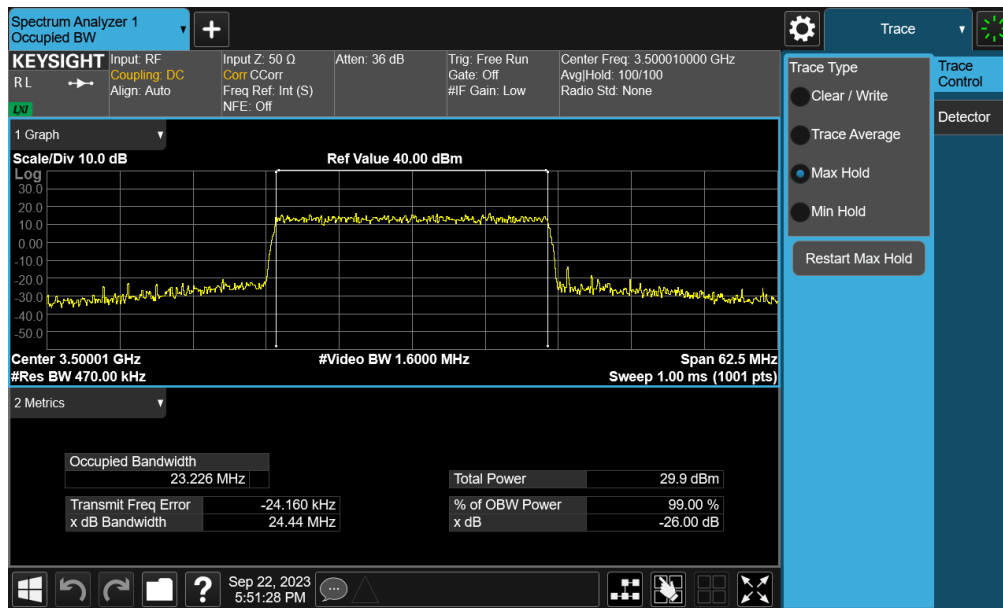 Spectrum Analyzer 1
Occupied BW
Trace
KEYSIGHT
R L
LXI
Input: RF
Coupling: DC
Align: Auto
Input Z: 50 Ω
Corr CCorr
Freq Ref: Int (S)
NFE: Off
Atten: 36 dB
Trig: Free Run
Gate: Off
#IF Gain: Low
Center Freq: 3.500010000 GHz
Avg|Hold: 100/100
Radio Std: None
Trace Type
Clear / Write
Trace Average
Max Hold
Min Hold
Restart Max Hold
Trace
Control
Detector
1 Graph
Scale/Div 10.0 dB
Ref Value 40.00 dBm
Log
30.0
20.0
10.0
0.00
-10.0
-20.0
-30.0
-40.0
-50.0
Center 3.50001 GHz
#Video BW 1.6000 MHz
Span 62.5 MHz
#Res BW 470.00 kHz
Sweep 1.00 ms (1001 pts)
2 Metrics
Occupied Bandwidth
23.226 MHz
Total Power 29.9 dBm
Transmit Freq Error -24.160 kHz
% of OBW Power 99.00 %
x dB Bandwidth 24.44 MHz
x dB -26.00 dB
?
Sep 22, 2023
5:51:28 PM